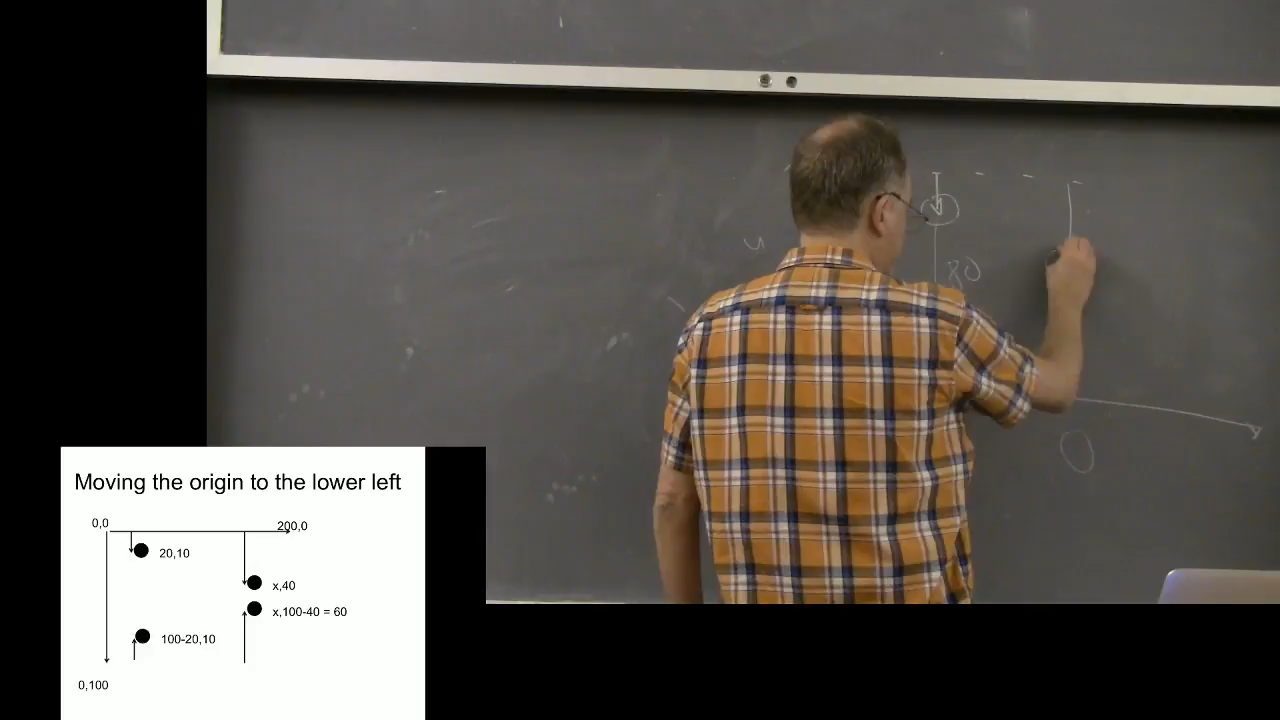 80
0
Moving the origin to the lower left
0,0
200,0
20,10
x,40
x,100-40 = 60
100-20,10
0,100